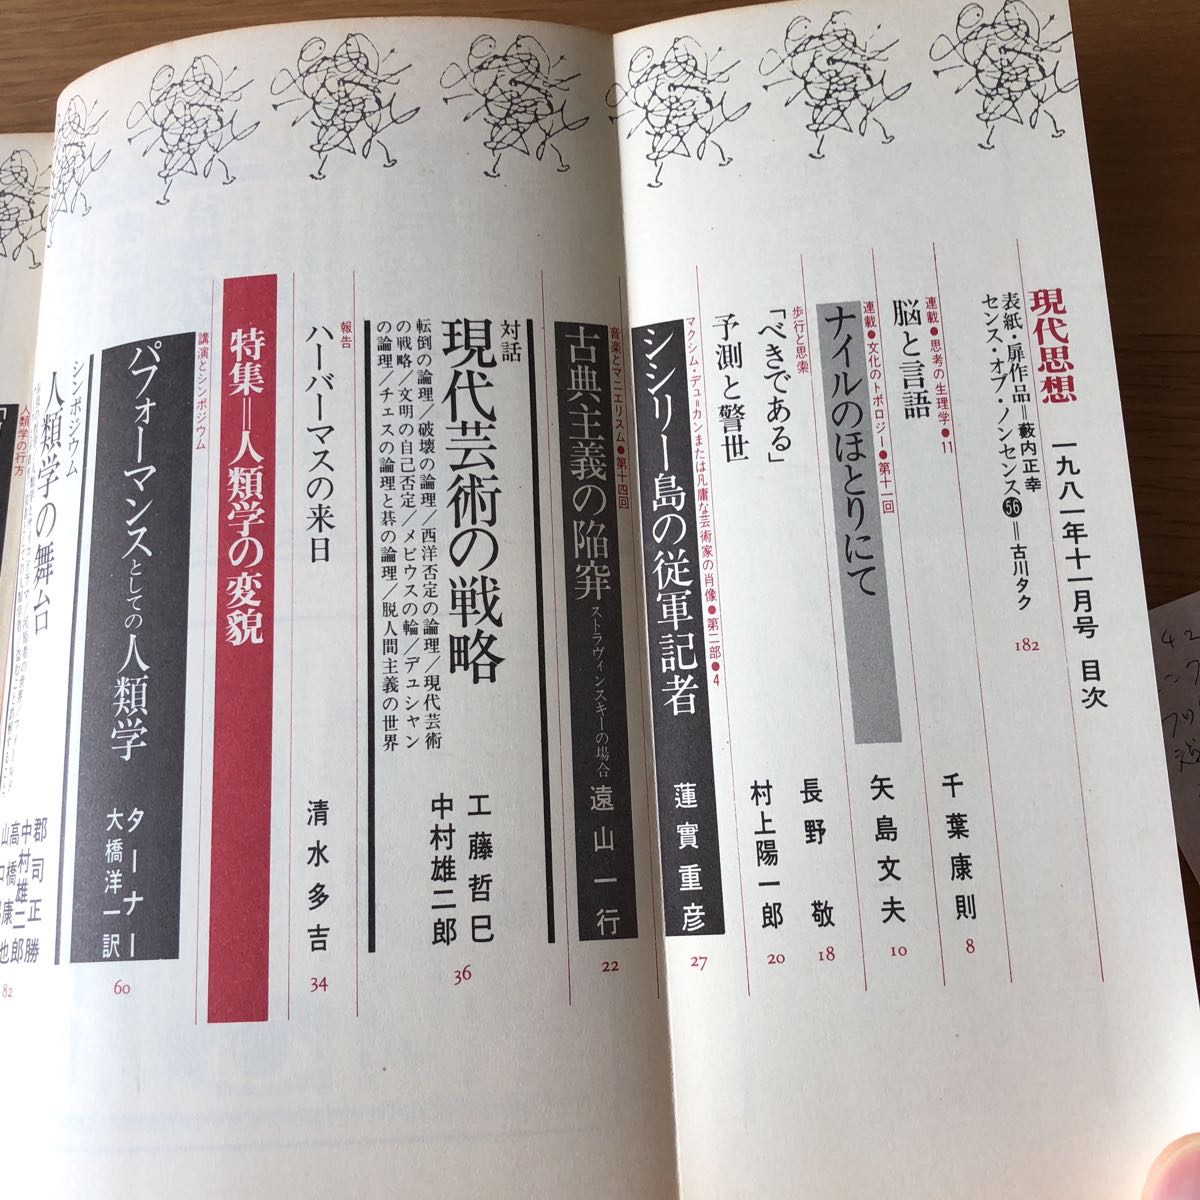 現代思想 一九八一年十一月号 目次
表紙・扉作品＝藪内正幸
センス・オブ・ノンセンス56＝古川タク 182
連載●思考の生理学●11
脳と言語 千葉康則 8
連載●文化のトポロジー●第十一回
ナイルのほとりにて 矢島文夫 10
歩行と思索
「べきである」 長野敬 18
予測と警世 村上陽一郎 20
マクシム・デュ＝カンまたは凡庸な芸術家の肖像●第二部●4
シシリー島の従軍記者 蓮實重彦 27
音楽とマニエリスム●第十四回
古典主義の陥穽 ストラヴィンスキーの場合 遠山一行 22
対話
現代芸術の戦略 工藤哲巳 中村雄二郎 36
転倒の論理／破壊の論理／西洋否定の論理／現代芸術
の戦略／文明の自己否定／メビウスの輪／デュシャン
の論理／チェスの論理と碁の論理／脱人間主義の世界
報告
ハーバーマスの来日 清水多吉 34
特集＝人類学の変貌
講演とシンポジウム
パフォーマンスとしての人類学 ターナー 大橋洋一訳 60
シンポジウム
人類学の舞台 郡司正勝 中村雄二郎 82
人類学の行方